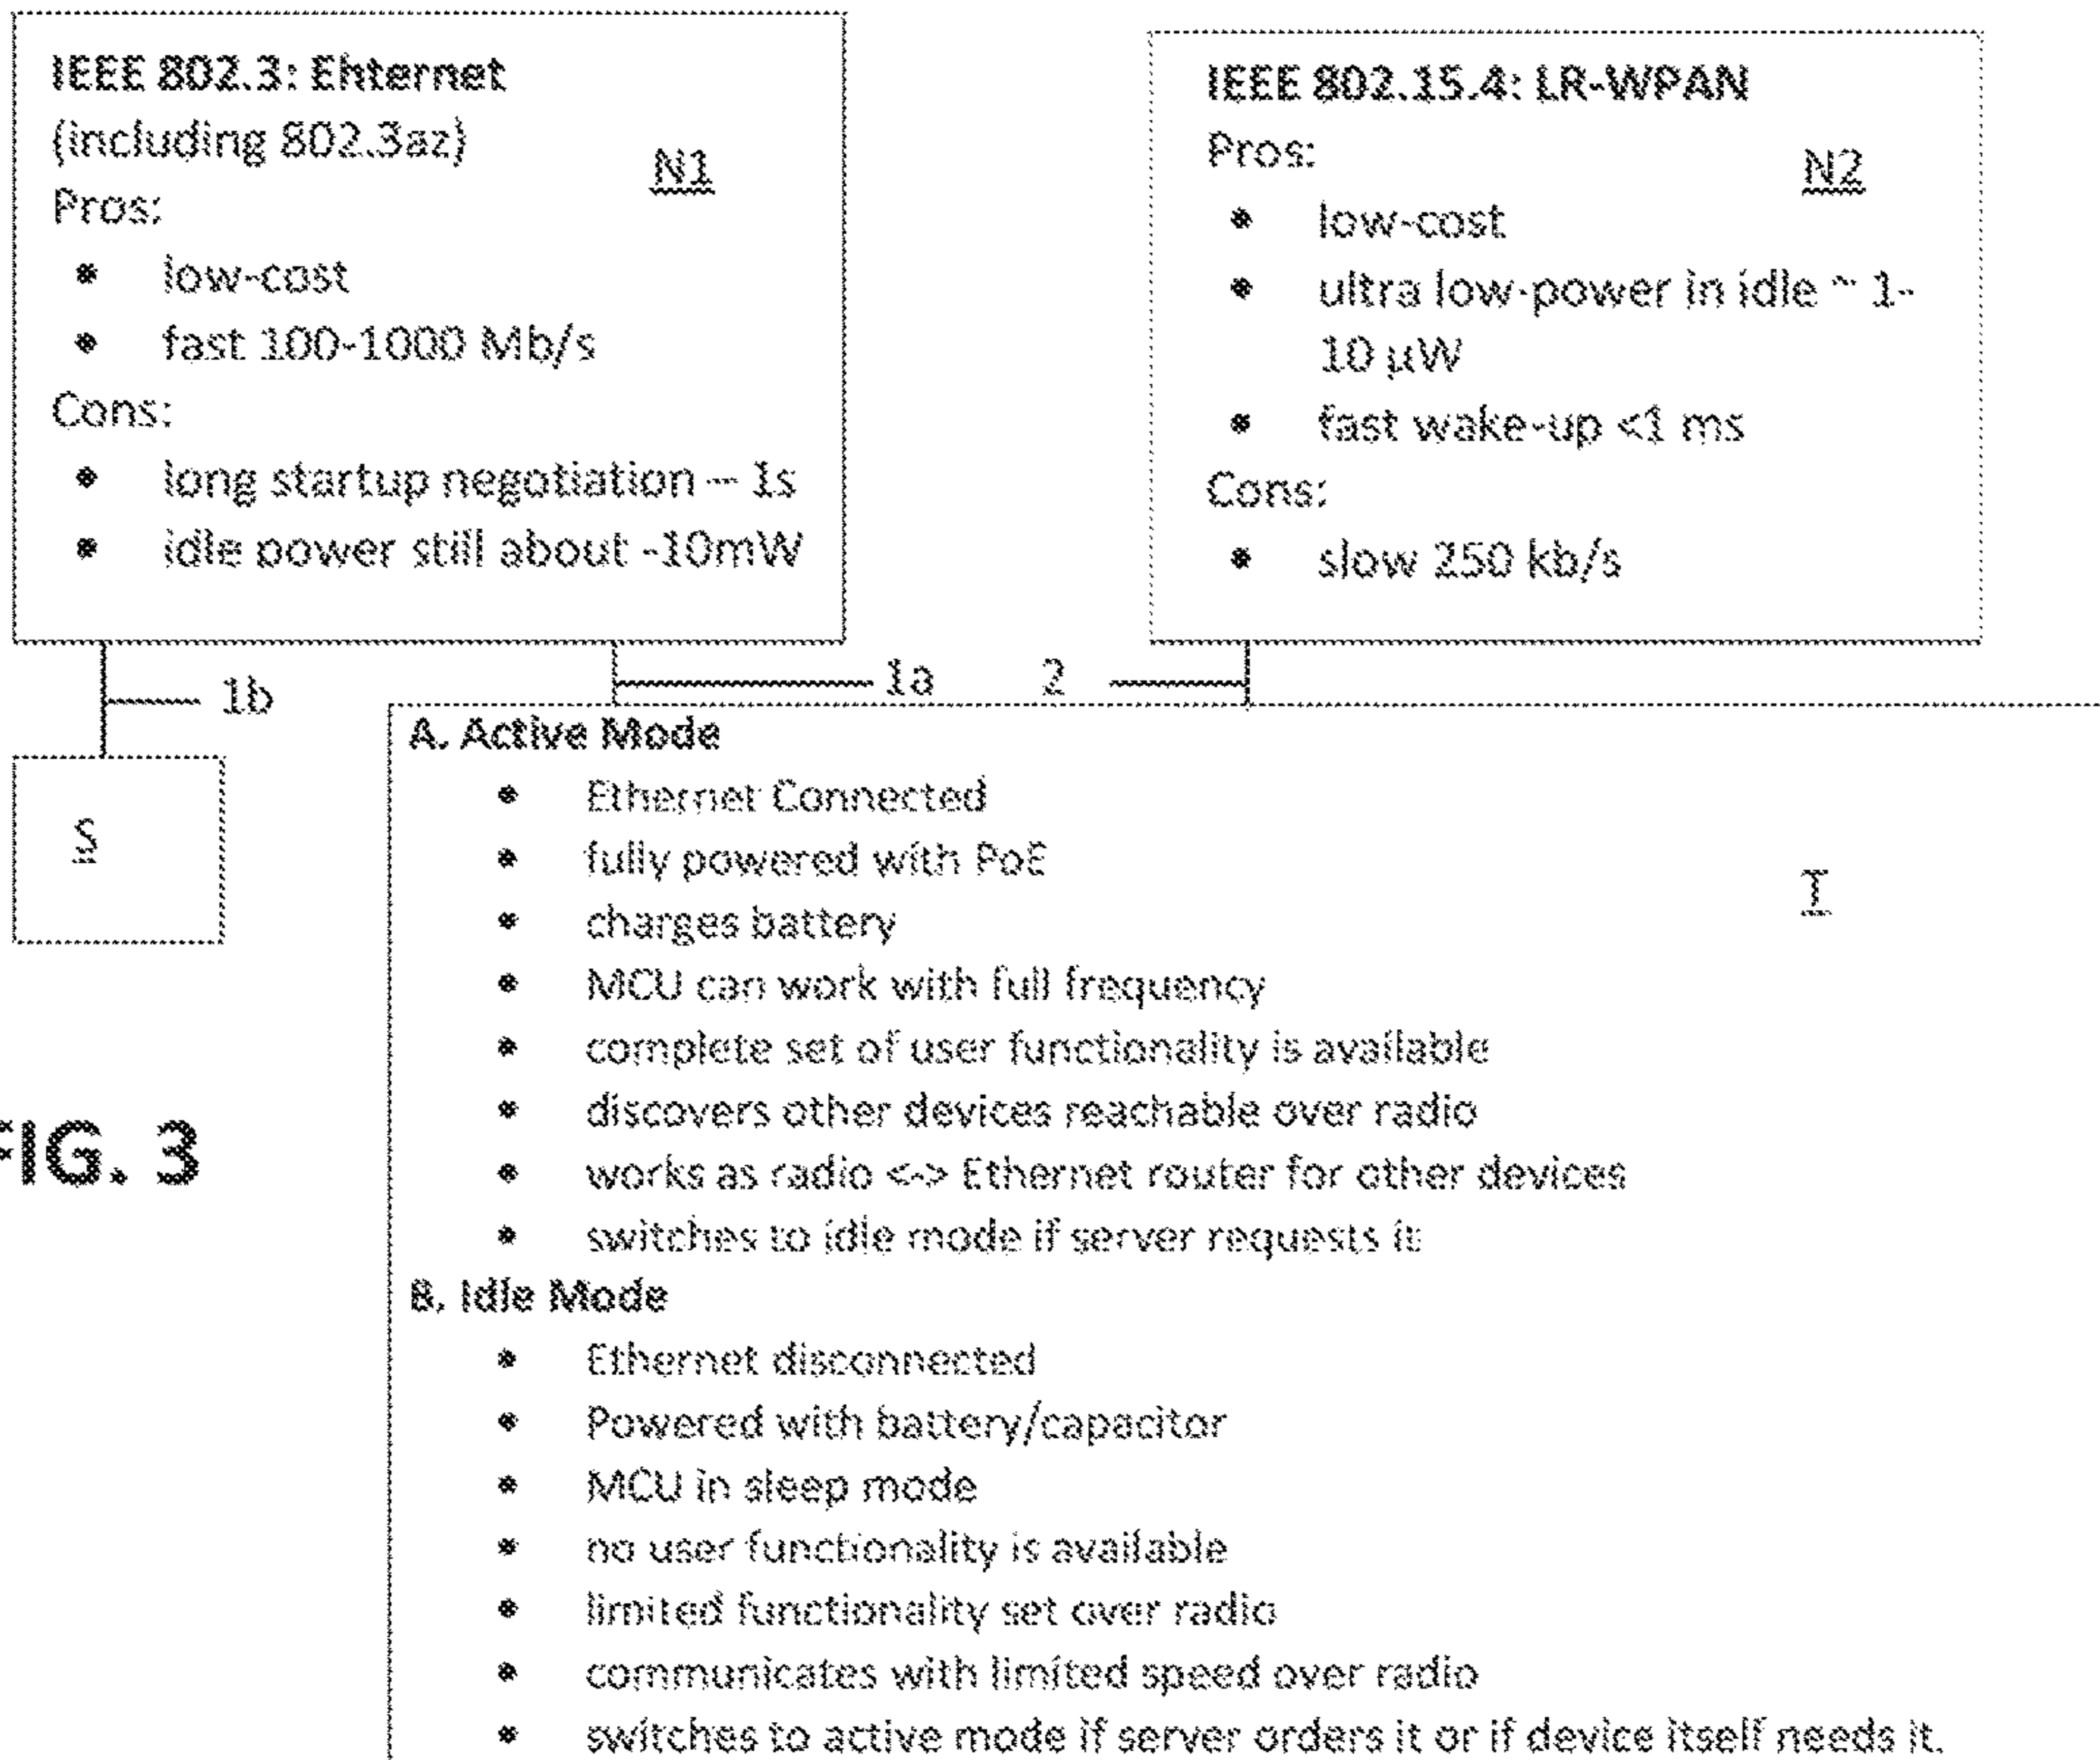 IEEE 802.3: Ehternet
(including 802.3az)
N1
Pros:
• low-cost
• fast 100-1000 Mb/s
Cons:
• long startup negotiation – 1s
• idle power still about -10mW
IEEE 802.15.4: LR-WPAN
Pros:
N2
• low-cost
• ultra low-power in idle ~ 1-
10 µW
• fast wake-up <1 ms
Cons:
• slow 250 kb/s
1b
1a
2
S
A. Active Mode
• Ethernet Connected
• fully powered with PoE
T
• charges battery
• MCU can work with full frequency
• complete set of user functionality is available
• discovers other devices reachable over radio
• works as radio <-> Ethernet router for other devices
• switches to idle mode if server requests it
B. Idle Mode
• Ethernet disconnected
• Powered with battery/capacitor
• MCU in sleep mode
• no user functionality is available
• limited functionality set over radio
• communicates with limited speed over radio
• switches to active mode if server orders it or if device itself needs it.
FIG. 3